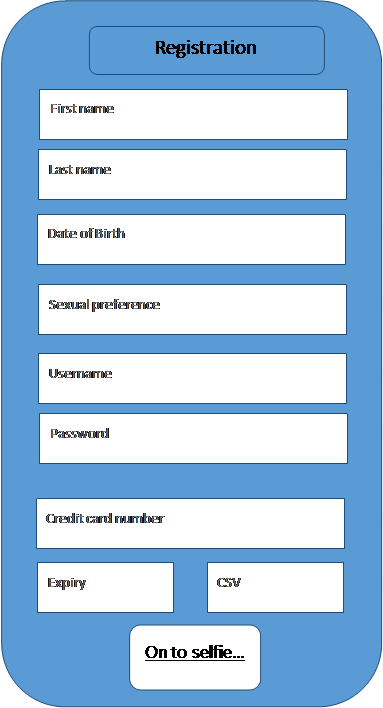 Registration
First name
Last name
Date of Birth
Sexual preference
Username
Password
Credit card number
Expiry
CSV
On to selfie...